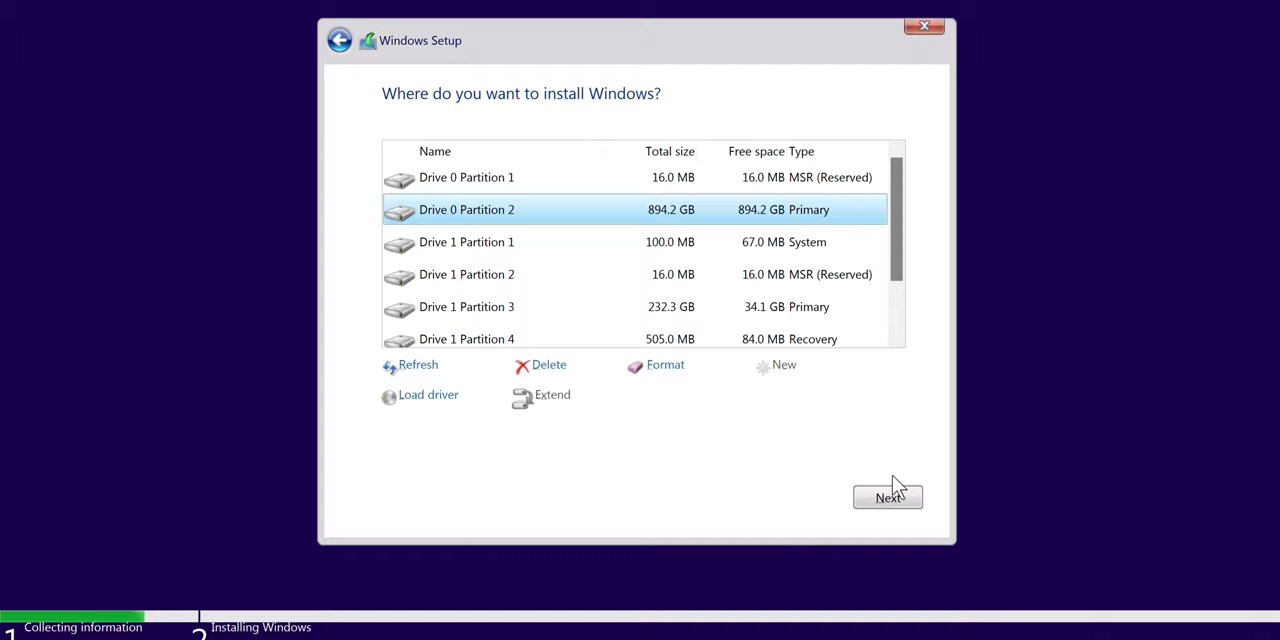 Windows Setup
Where do you want to install Windows?
Name Total size Free space Type
Drive 0 Partition 1 16.0 MB 16.0 MB MSR (Reserved)
Drive 0 Partition 2 894.2 GB 894.2 GB Primary
Drive 1 Partition 1 100.0 MB 67.0 MB System
Drive 1 Partition 2 16.0 MB 16.0 MB MSR (Reserved)
Drive 1 Partition 3 232.3 GB 34.1 GB Primary
Drive 1 Partition 4 505.0 MB 84.0 MB Recovery
Refresh Delete Format New
Load driver Extend
Next
1 Collecting information 2 Installing Windows